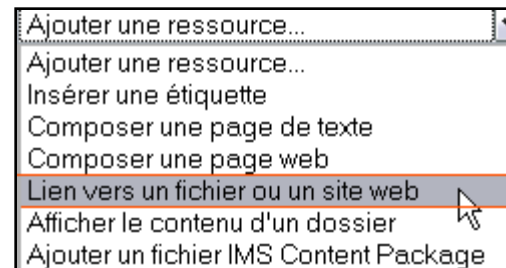 Ajouter une ressource...
Ajouter une ressource...
Insérer une étiquette
Composer une page de texte
Composer une page web
Lien vers un fichier ou un site web
Afficher le contenu d'un dossier
Ajouter un fichier IMS Content Package